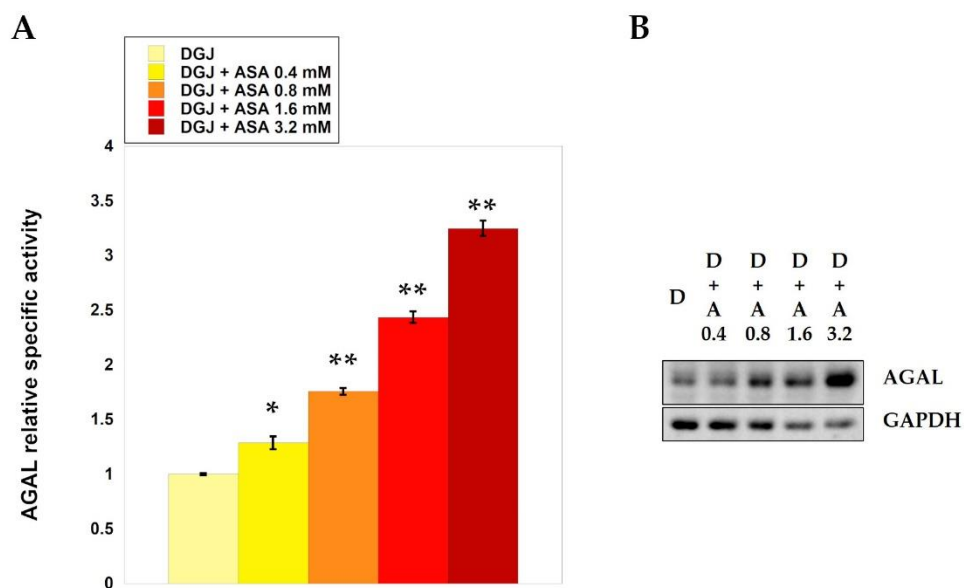 A
DGJ
DGJ + ASA 0.4 mM
DGJ + ASA 0.8 mM
DGJ + ASA 1.6 mM
DGJ + ASA 3.2 mM
AGAL relative specific activity
4
3.5
3
2.5
2
1.5
1
0.5
0
*
**
**
**
B
D
D + A 0.4
D + A 0.8
D + A 1.6
D + A 3.2
AGAL
GAPDH